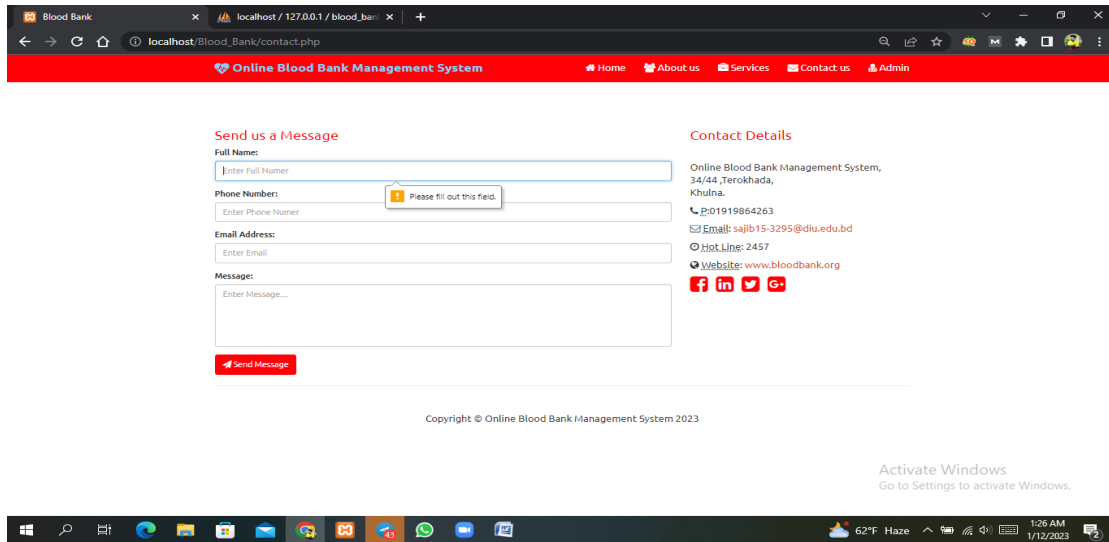 Blood Bank
localhost / 127.0.0.1 / blood_ban
localhost/Blood_Bank/contact.php
Online Blood Bank Management System
Home
About us
Services
Contact us
Admin
Send us a Message
Full Name:
Enter Full Numer
Please fill out this field.
Phone Number:
Enter Phone Numer
Email Address:
Enter Email
Message:
Enter Message....
Send Message
Contact Details
Online Blood Bank Management System,
34/44 ,Terokhada,
Khulna.
P:01919864263
Email: sajib15-3295@diu.edu.bd
Hot Line: 2457
Website: www.bloodbank.org
Copyright © Online Blood Bank Management System 2023
Activate Windows
Go to Settings to activate Windows.
43
62°F Haze
1:26 AM
1/12/2023
2